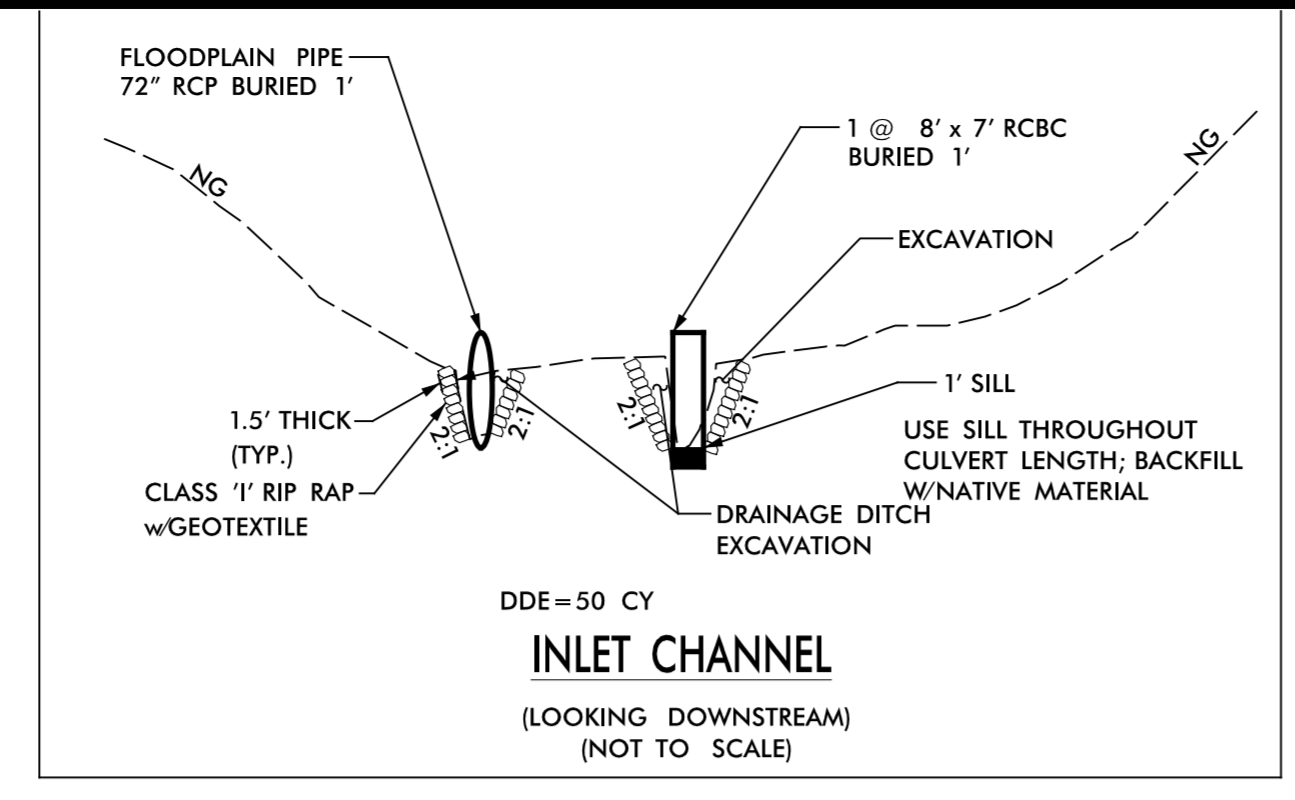 FLOODPLAIN PIPE
72" RCP BURIED 1'
1 @ 8' x 7' RCBC
BURIED 1'
NG
NG
EXCAVATION
1' SILL
USE SILL THROUGHOUT
CULVERT LENGTH; BACKFILL
W/NATIVE MATERIAL
1.5' THICK
(TYP.)
CLASS 'I' RIP RAP
w/GEOTEXTILE
2:1
2:1
2:1
2:1
DRAINAGE DITCH
EXCAVATION
DDE=50 CY
INLET CHANNEL
(LOOKING DOWNSTREAM)
(NOT TO SCALE)